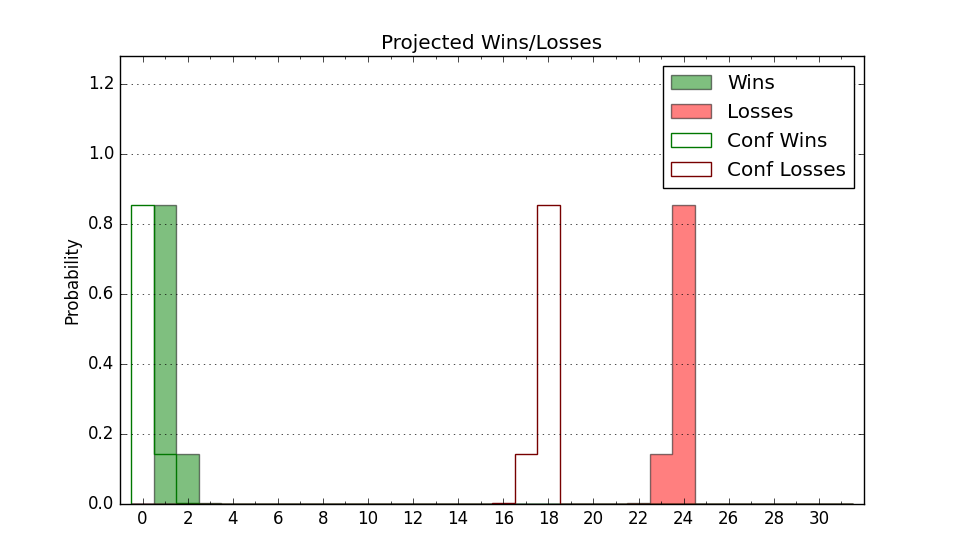 Projected Wins/Losses
Wins
Losses
Conf Wins
Conf Losses
Probability
1.2
1.0
0.8
0.6
0.4
0.2
0.0
0 2 4 6 8 10 12 14 16 18 20 22 24 26 28 30